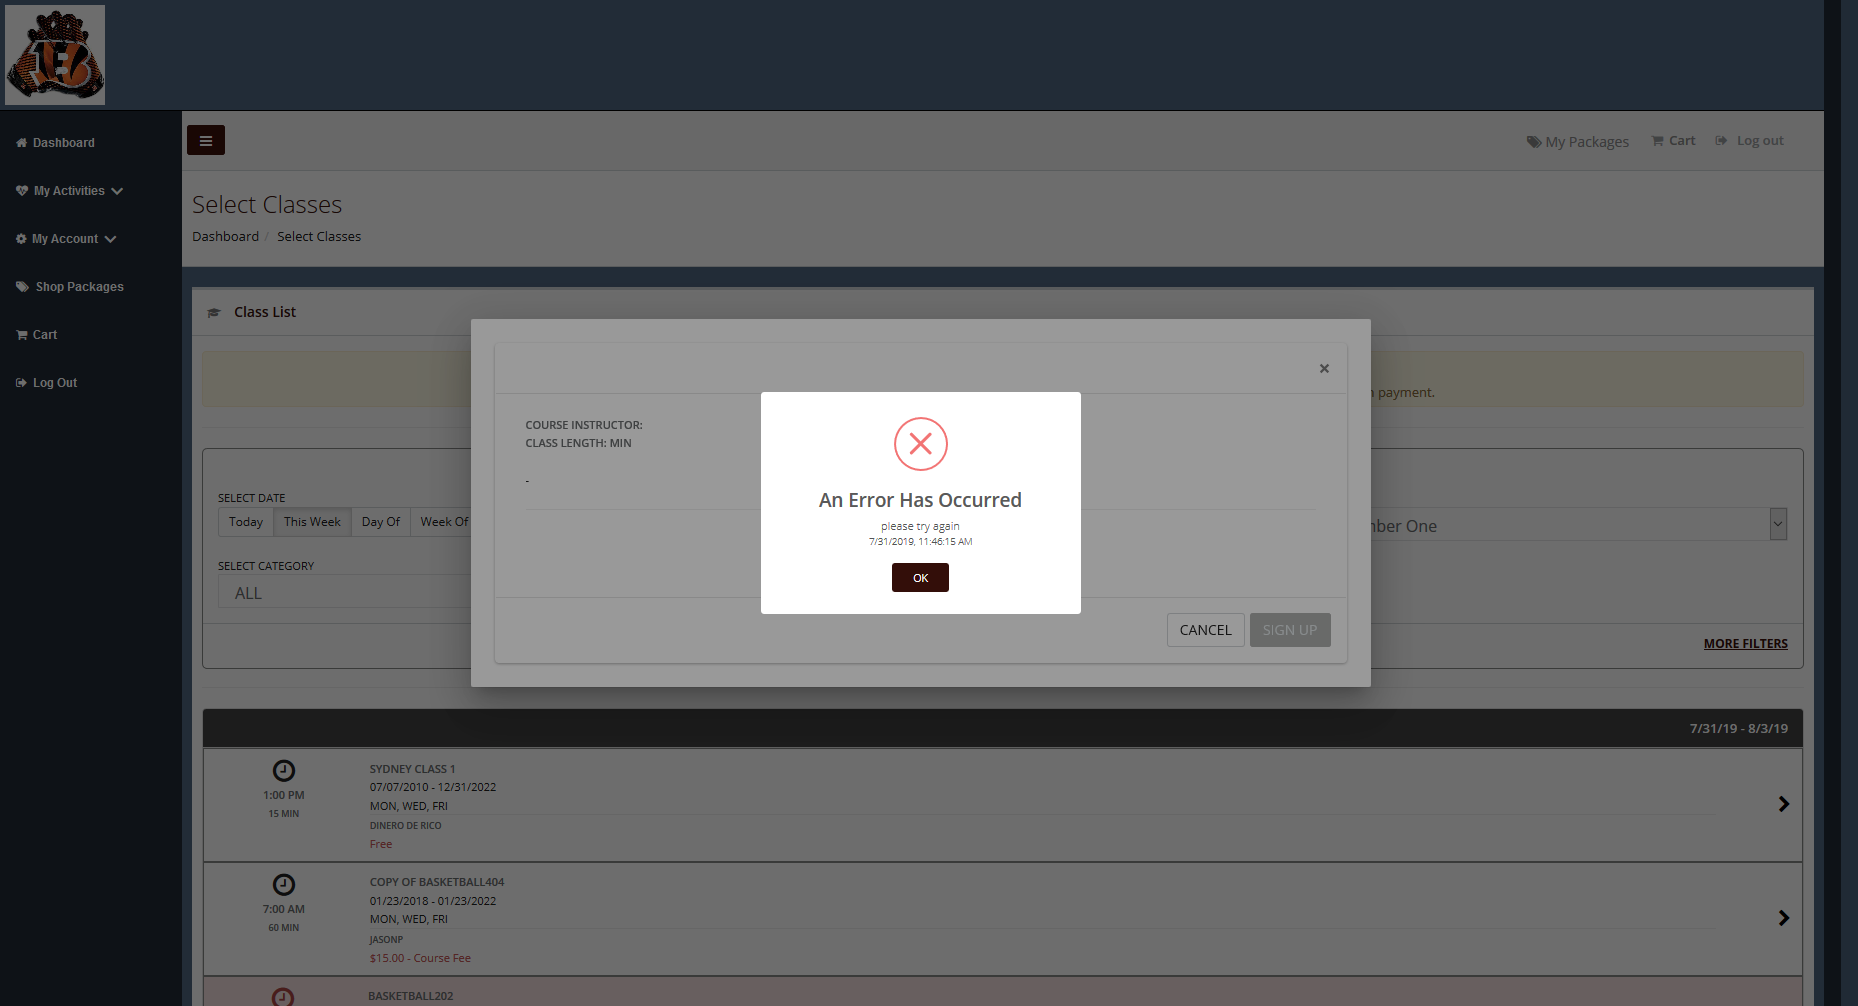 Dashboard
My Activities
My Account
Shop Packages
Cart
Log Out
My Packages
Cart
Log out
Select Classes
Dashboard / Select Classes
Class List
payment.
SELECT DATE
Today
This Week
Day Of
Week Of
SELECT CATEGORY
ALL
ber One
MORE FILTERS
COURSE INSTRUCTOR:
CLASS LENGTH: MIN
-
×
An Error Has Occurred
please try again
7/31/2019, 11:46:15 AM
OK
CANCEL
SIGN UP
7/31/19 - 8/3/19
1:00 PM
15 MIN
SYDNEY CLASS 1
07/07/2010 - 12/31/2022
MON, WED, FRI
DINERO DE RICO
Free
7:00 AM
60 MIN
COPY OF BASKETBALL404
01/23/2018 - 01/23/2022
MON, WED, FRI
JASONP
$15.00 - Course Fee
BASKETBALL202